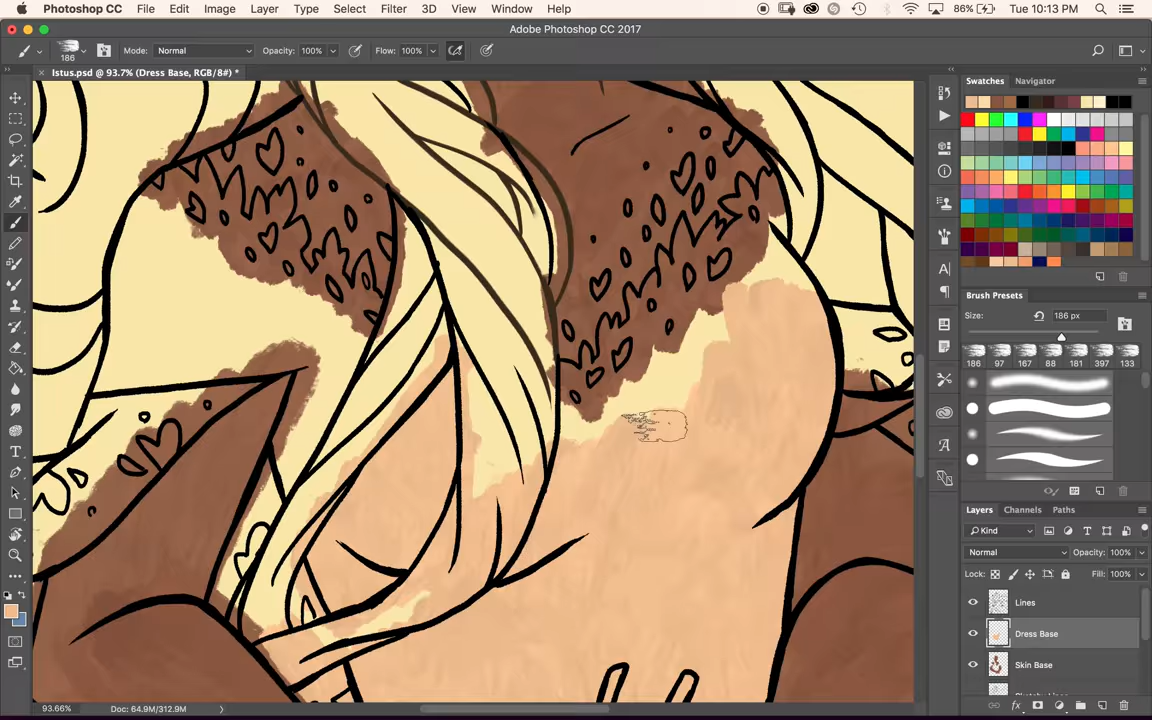 Photoshop CC File Edit Image Layer Type Select Filter 3D View Window Help 86% Tue 10:13 PM
Adobe Photoshop CC 2017
186 Mode: Normal Opacity: 100% Flow: 100%
Istus.psd @ 93.7% (Dress Base, RGB/8#) *
Swatches Navigator
Brush Presets
Size: 186 px
186 97 167 88 181 397 133
Layers Channels Paths
Kind
Normal Opacity: 100%
Lock: Fill: 100%
Lines
Dress Base
Skin Base
93.66% Doc: 64.9M/312.9M